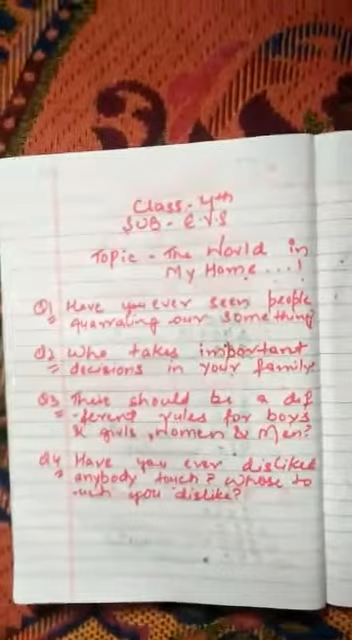 Class - 4th
SUB - E.V.S
Topic - The World in
My Home...!
Q1 Have you ever seen people
quarraling our something
Q2 Who takes important
decisions in your family
Q3 There should be a dif
-ferent rules for boys
& girls, women & Men?
Q4 Have you ever disliked
anybody touch? Whose to
-uch you dislike?